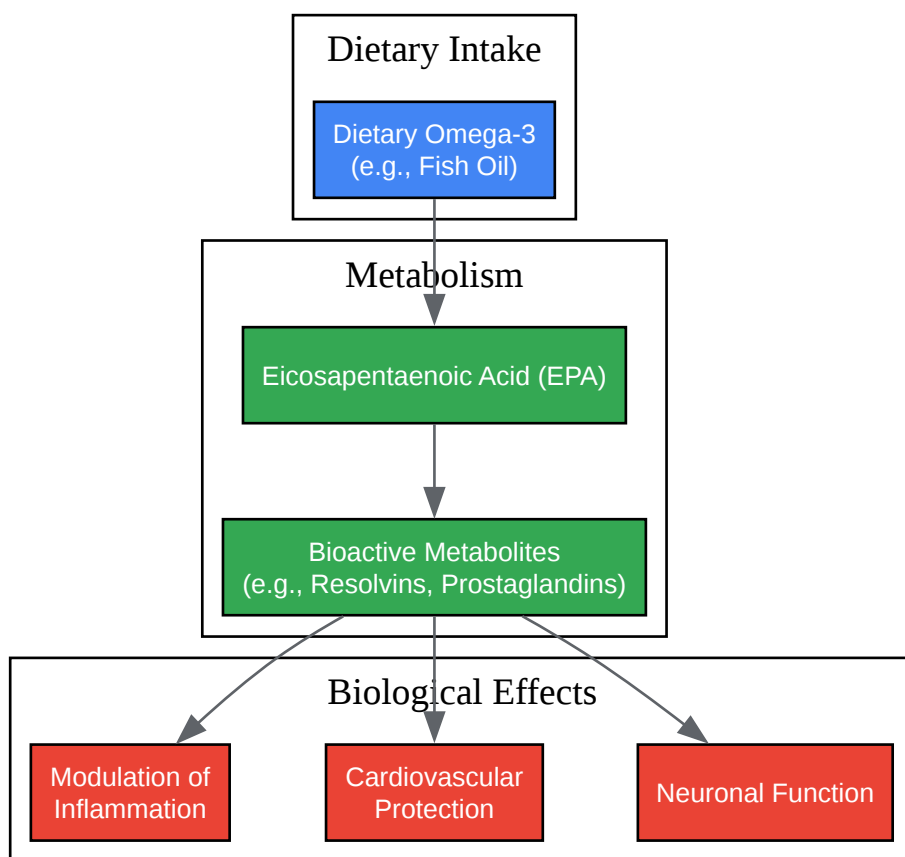 Dietary Intake
Dietary Omega-3
(e.g., Fish Oil)
Metabolism
Eicosapentaenoic Acid (EPA)
Bioactive Metabolites
(e.g., Resolvins, Prostaglandins)
Biological Effects
Modulation of
Inflammation
Cardiovascular
Protection
Neuronal Function